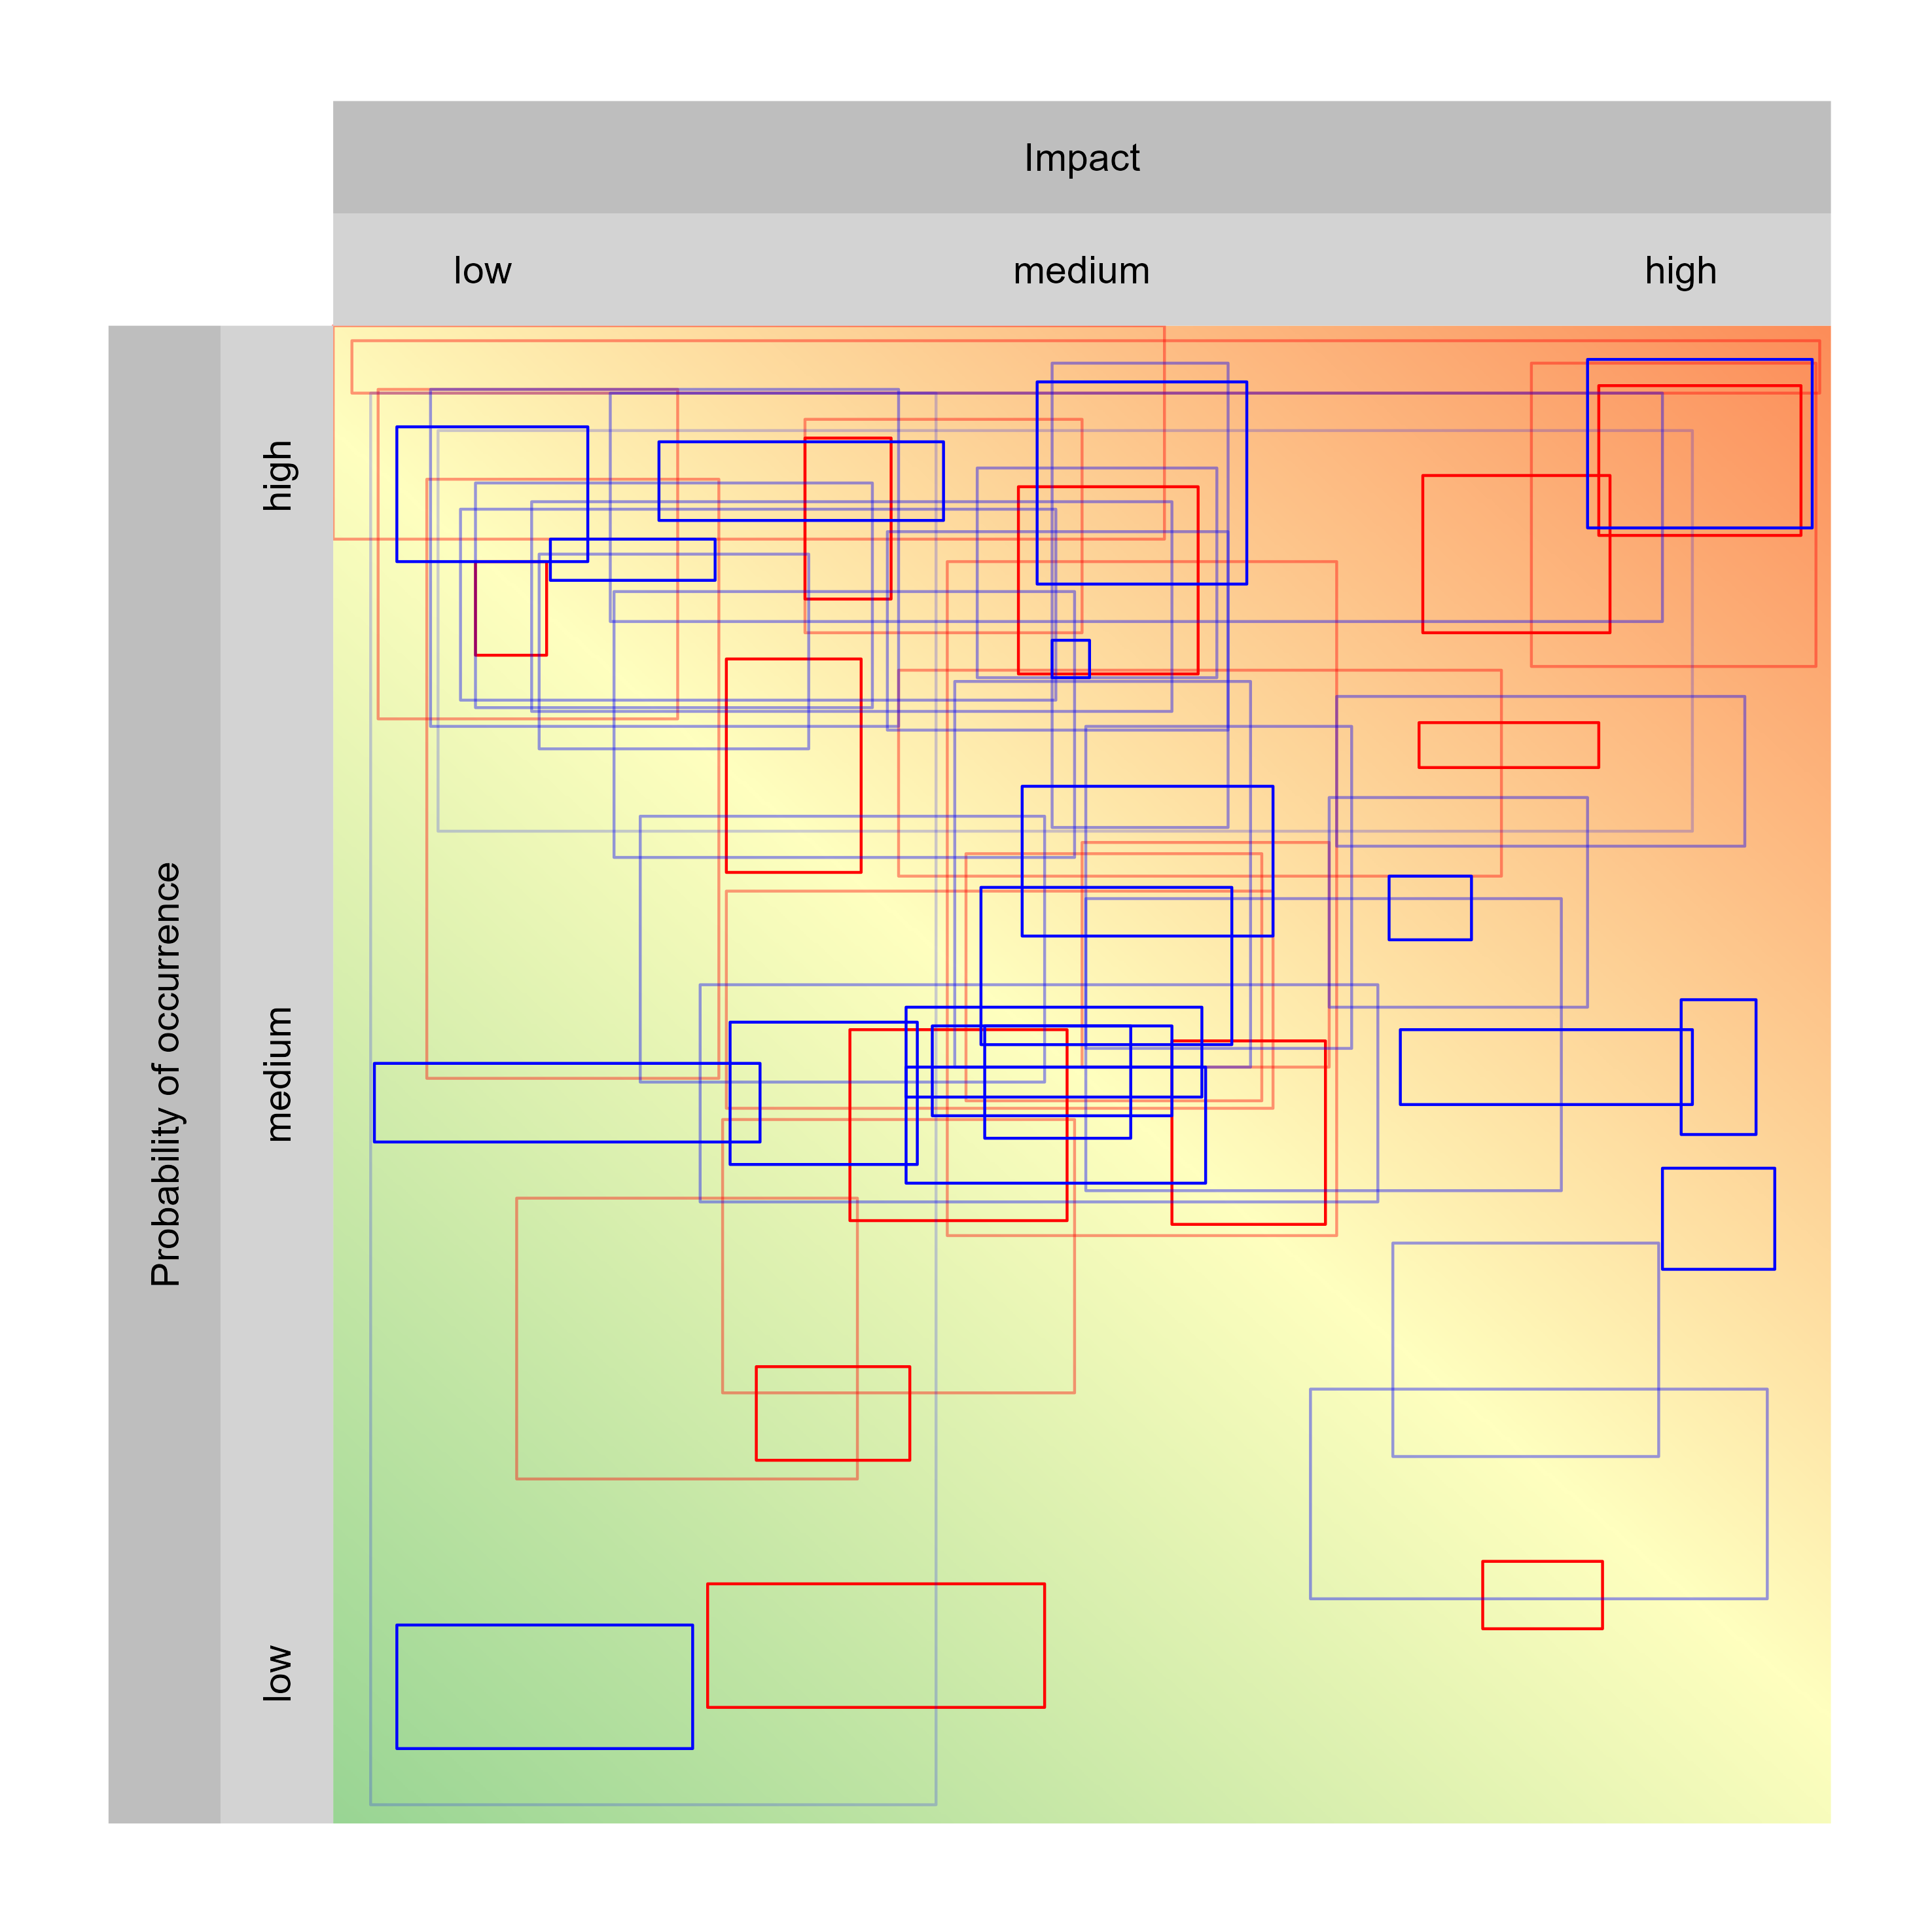 Impact
low medium high
Probability of occurrence
high
medium
low